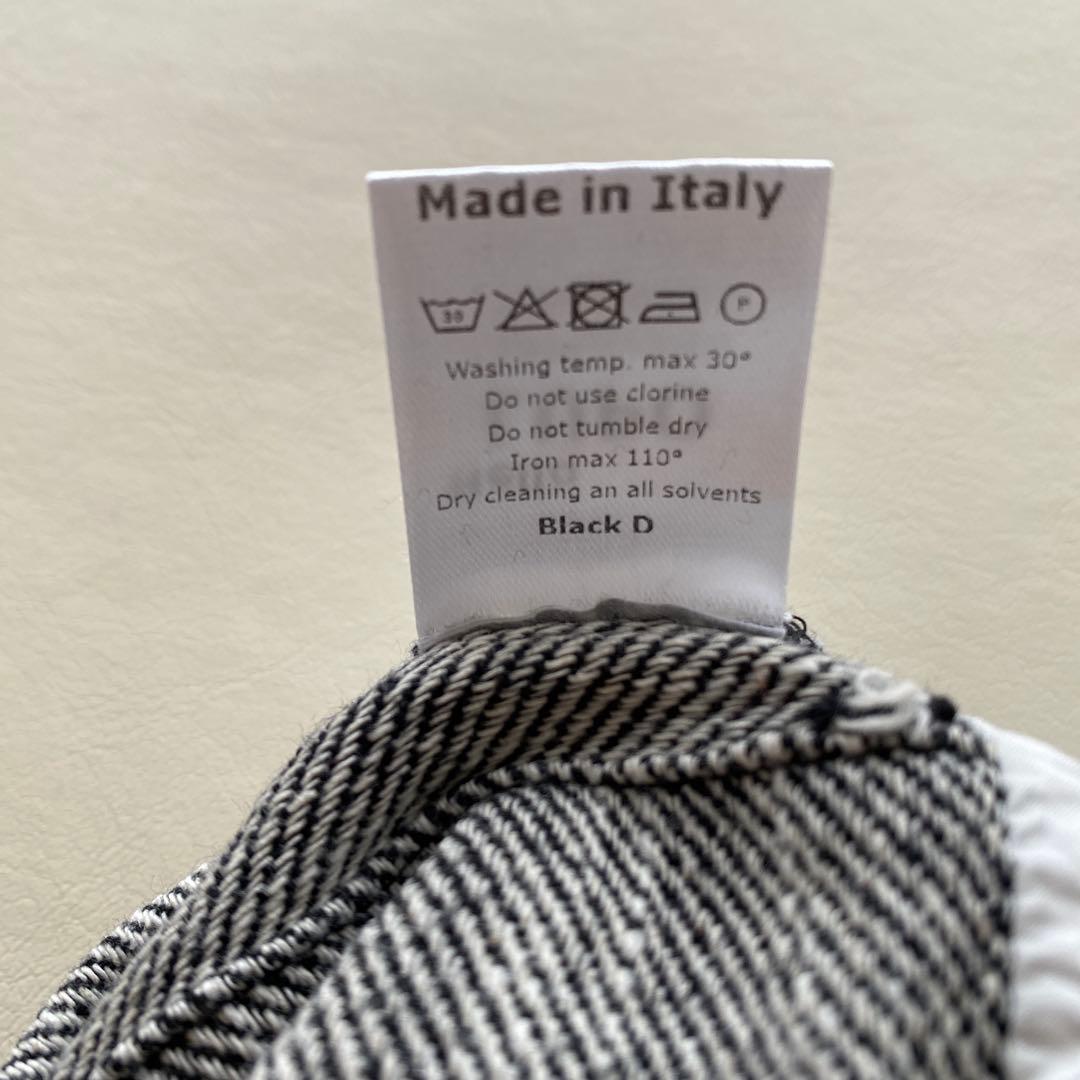 Made in Italy
30 P
Washing temp. max 30°
Do not use clorine
Do not tumble dry
Iron max 110°
Dry cleaning an all solvents
Black D